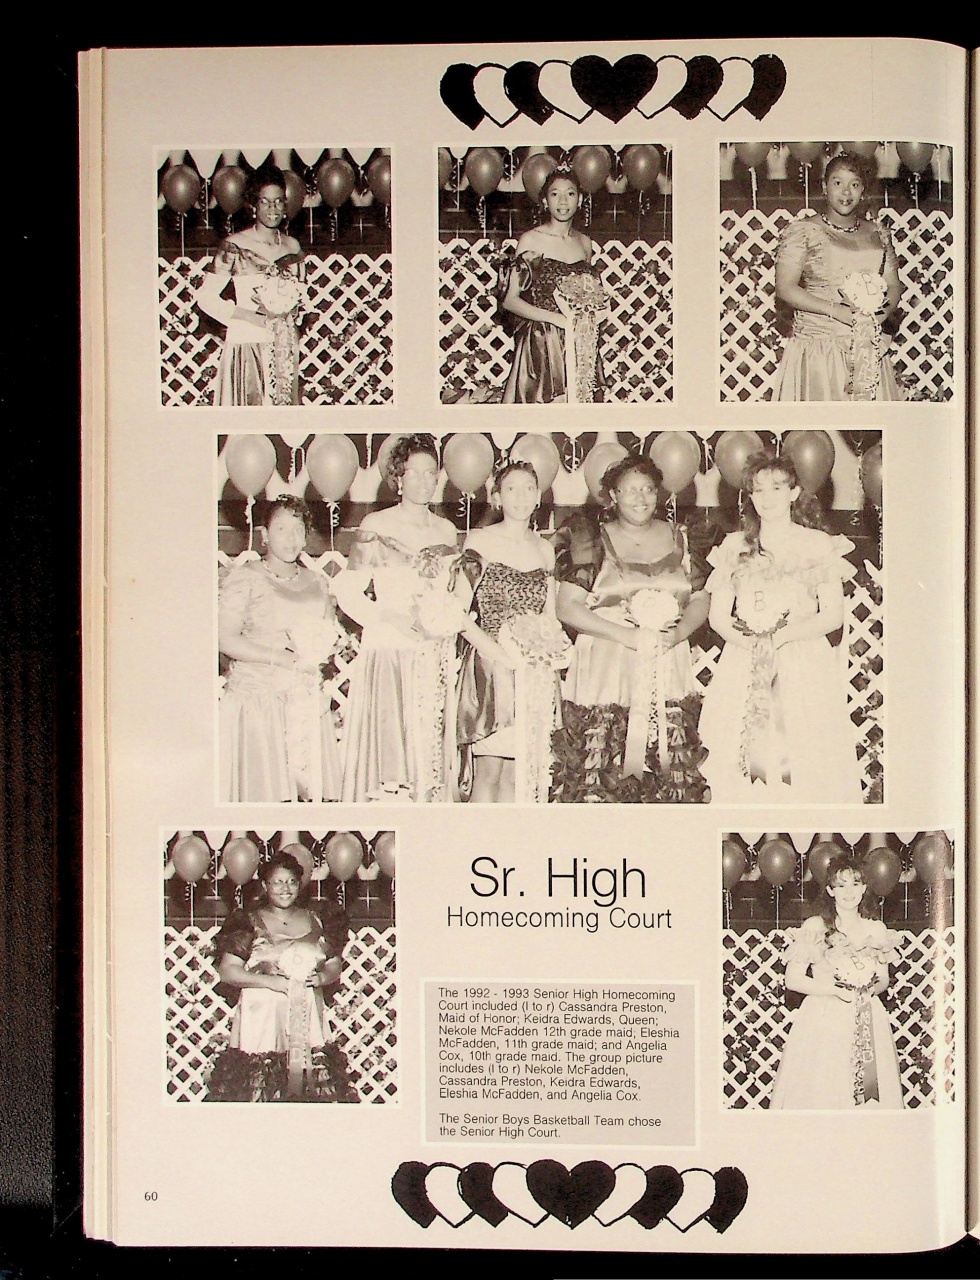 Sr. High
Homecoming Court
The 1992 - 1993 Senior High Homecoming
Court included (l to r) Cassandra Preston,
Maid of Honor; Keidra Edwards, Queen;
Nekole McFadden 12th grade maid; Eleshia
McFadden, 11th grade maid; and Angelia
Cox, 10th grade maid. The group picture
includes (l to r) Nekole McFadden,
Cassandra Preston, Keidra Edwards,
Eleshia McFadden, and Angelia Cox.
The Senior Boys Basketball Team chose
the Senior High Court.
60